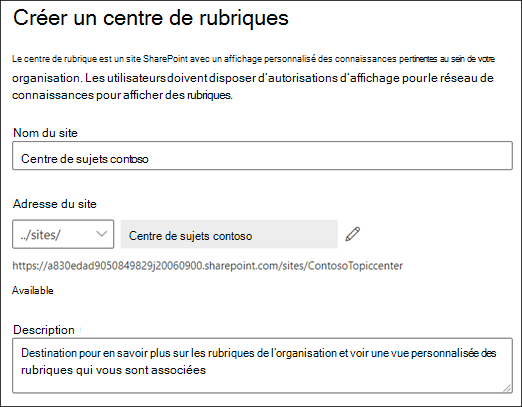 Créer un centre de rubriques
Le centre de rubrique est un site SharePoint avec un affichage personnalisé des connaissances pertinentes au sein de votre
organisation. Les utilisateurs doivent disposer d'autorisations d'affichage pour le réseau de
connaissances pour afficher des rubriques.
Nom du site
Centre de sujets contoso
Adresse du site
../sites/ Centre de sujets contoso
https://a830edad9050849829j20060900.sharepoint.com/sites/ContosoTopiccenter
Available
Description
Destination pour en savoir plus sur les rubriques de l'organisation et voir une vue personnalisée des
rubriques qui vous sont associées